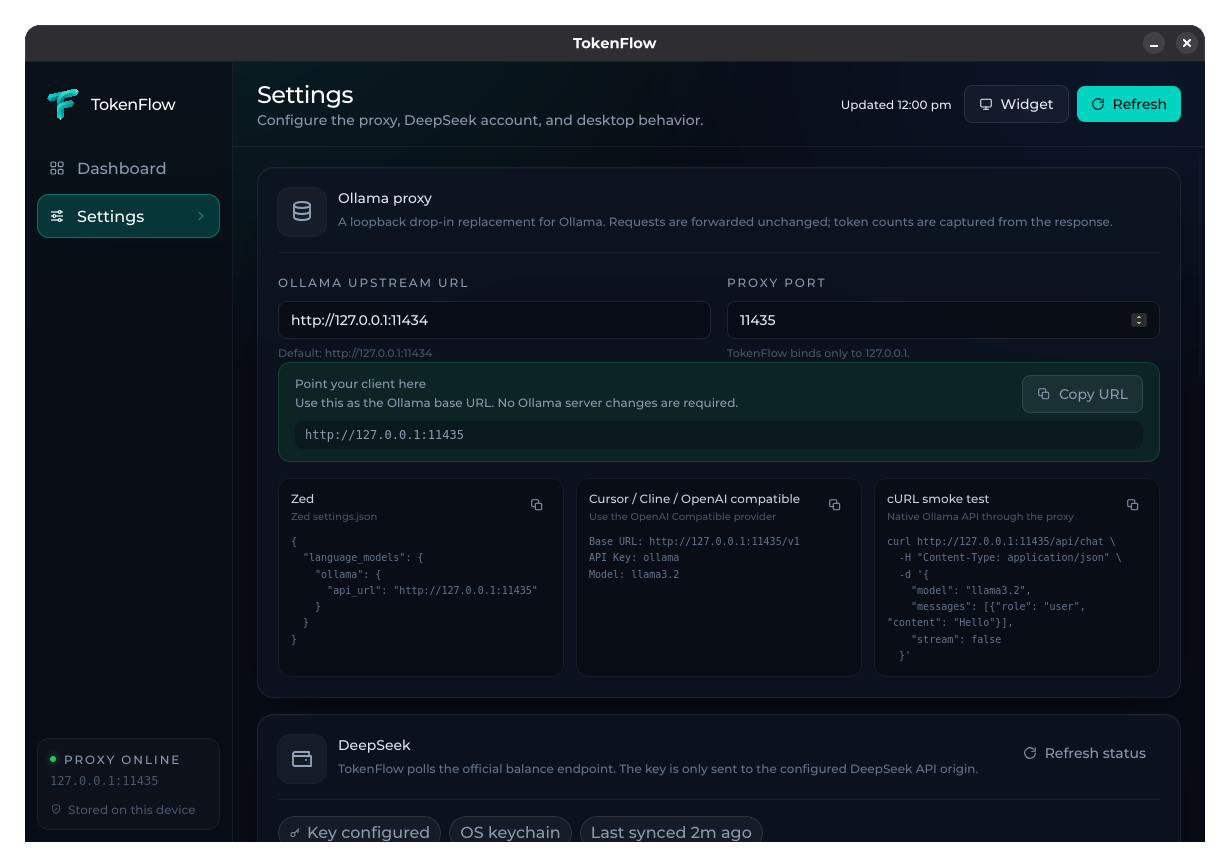 TokenFlow
TokenFlow
Dashboard
Settings
PROXY ONLINE
127.0.0.1:11435
Stored on this device
Settings
Configure the proxy, DeepSeek account, and desktop behavior.
Updated 12:00 pm
Widget
Refresh
Ollama proxy
A loopback drop-in replacement for Ollama. Requests are forwarded unchanged; token counts are captured from the response.
OLLAMA UPSTREAM URL
http://127.0.0.1:11434
Default: http://127.0.0.1:11434
PROXY PORT
11435
TokenFlow binds only to 127.0.0.1.
Point your client here
Use this as the Ollama base URL. No Ollama server changes are required.
Copy URL
http://127.0.0.1:11435
Zed
Zed settings.json
{
  "language_models": {
    "ollama": {
      "api_url": "http://127.0.0.1:11435"
    }
  }
}
Cursor / Cline / OpenAI compatible
Use the OpenAI Compatible provider
Base URL: http://127.0.0.1:11435/v1
API Key: ollama
Model: llama3.2
cURL smoke test
Native Ollama API through the proxy
curl http://127.0.0.1:11435/api/chat \
  -H "Content-Type: application/json" \
  -d '{
    "model": "llama3.2",
    "messages": [{"role": "user",
"content": "Hello"}],
    "stream": false
  }'
DeepSeek
TokenFlow polls the official balance endpoint. The key is only sent to the configured DeepSeek API origin.
Refresh status
Key configured
OS keychain
Last synced 2m ago